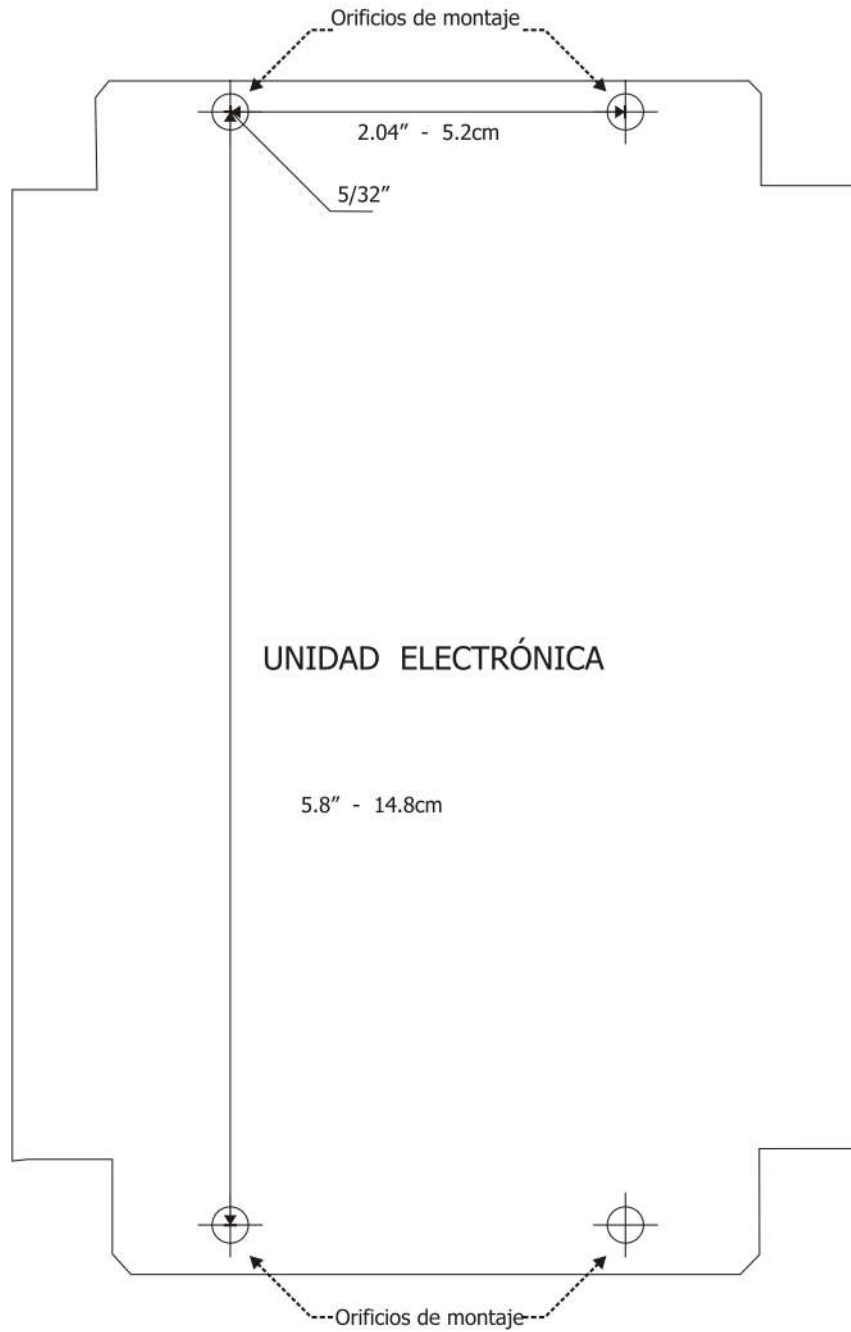 Orificios de montaje
2.04" - 5.2cm
5/32"
UNIDAD ELECTRÓNICA
5.8" - 14.8cm
Orificios de montaje